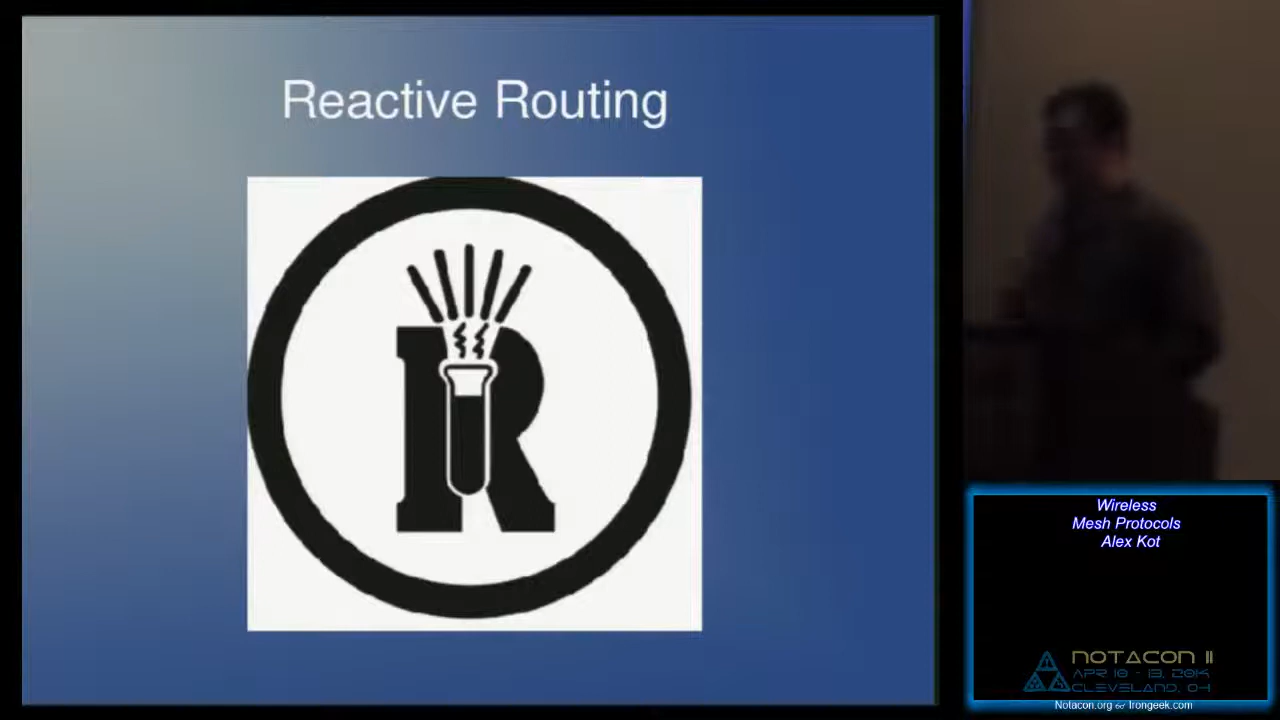 Reactive Routing
R
Wireless
Mesh Protocols
Alex Kot
NOTACON 11
APR 10 - 13, 2014
CLEVELAND, OH
Notacon.org & Irongeek.com